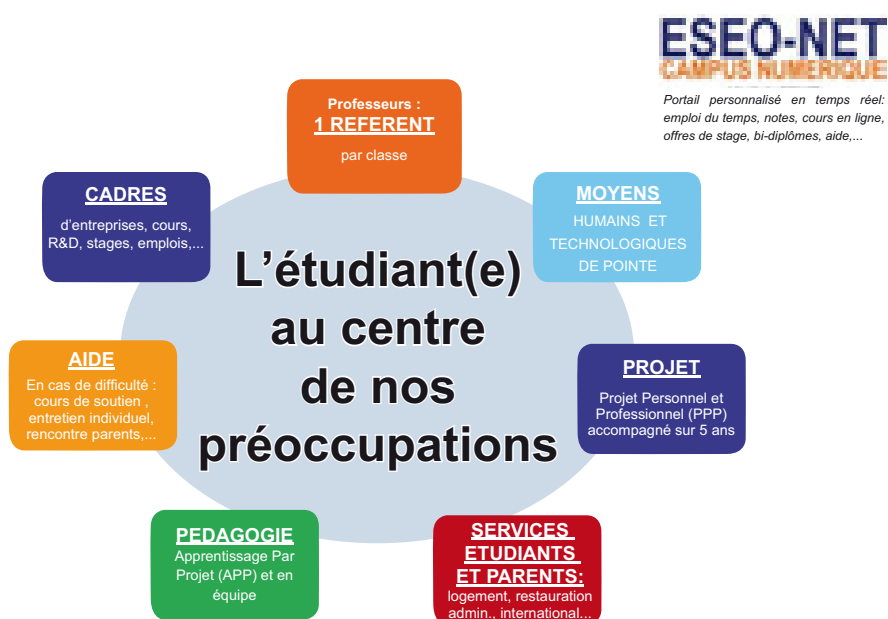 ESEO-NET
CAMPUS NUMERIQUE
Portail personnalisé en temps réel:
emploi du temps, notes, cours en ligne,
offres de stage, bi-diplômes, aide,...
Professeurs :
1 REFERENT
par classe
CADRES
d'entreprises, cours,
R&D, stages, emplois,...
MOYENS
HUMAINS ET
TECHNOLOGIQUES
DE POINTE
L'étudiant(e)
au centre
de nos
préoccupations
AIDE
En cas de difficulté :
cours de soutien ,
entretien individuel,
rencontre parents,...
PROJET
Projet Personnel et
Professionnel (PPP)
accompagné sur 5 ans
PEDAGOGIE
Apprentissage Par
Projet (APP) et en
équipe
SERVICES
ETUDIANTS
ET PARENTS:
logement, restauration
admin., international...